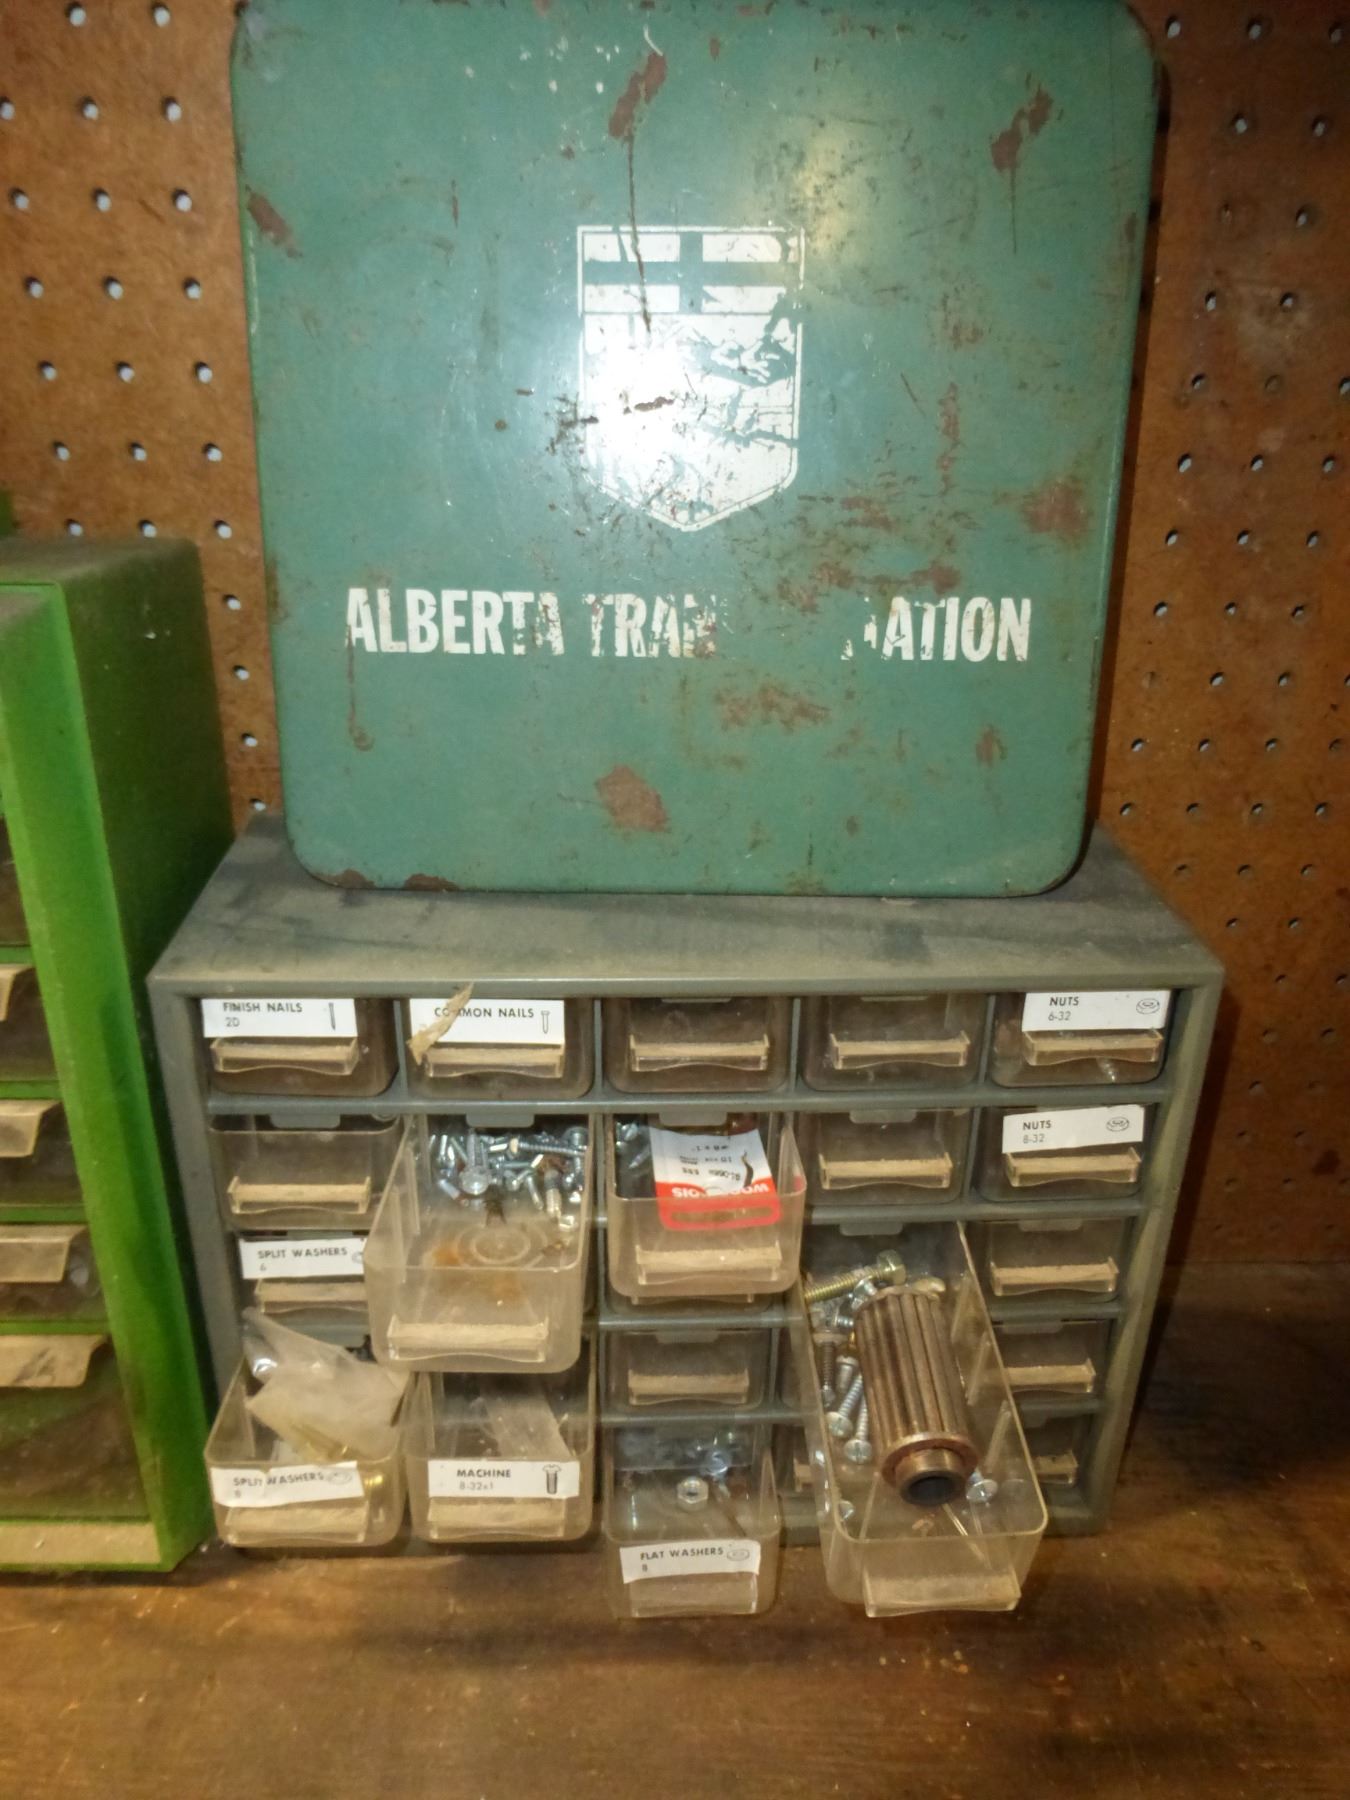 ALBERTA TRAN ATION
FINISH NAILS
2D
COMMON NAILS
NUTS
6-32
NUTS
8-32
SPLIT WASHERS
6
SPLIT WASHERS
8
MACHINE
8-32x1
FLAT WASHERS
8